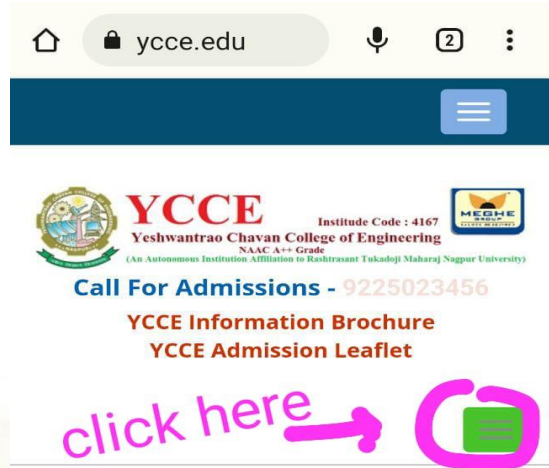 ycce.edu
2
YCCE
Institude Code : 4167
Yeshwantrao Chavan College of Engineering
NAAC A++ Grade
(An Autonomous Institution Affiliation to Rashtrasant Tukadoji Maharaj Nagpur University)
MEGHE
GROUP
Call For Admissions - 9225023456
YCCE Information Brochure
YCCE Admission Leaflet
click here